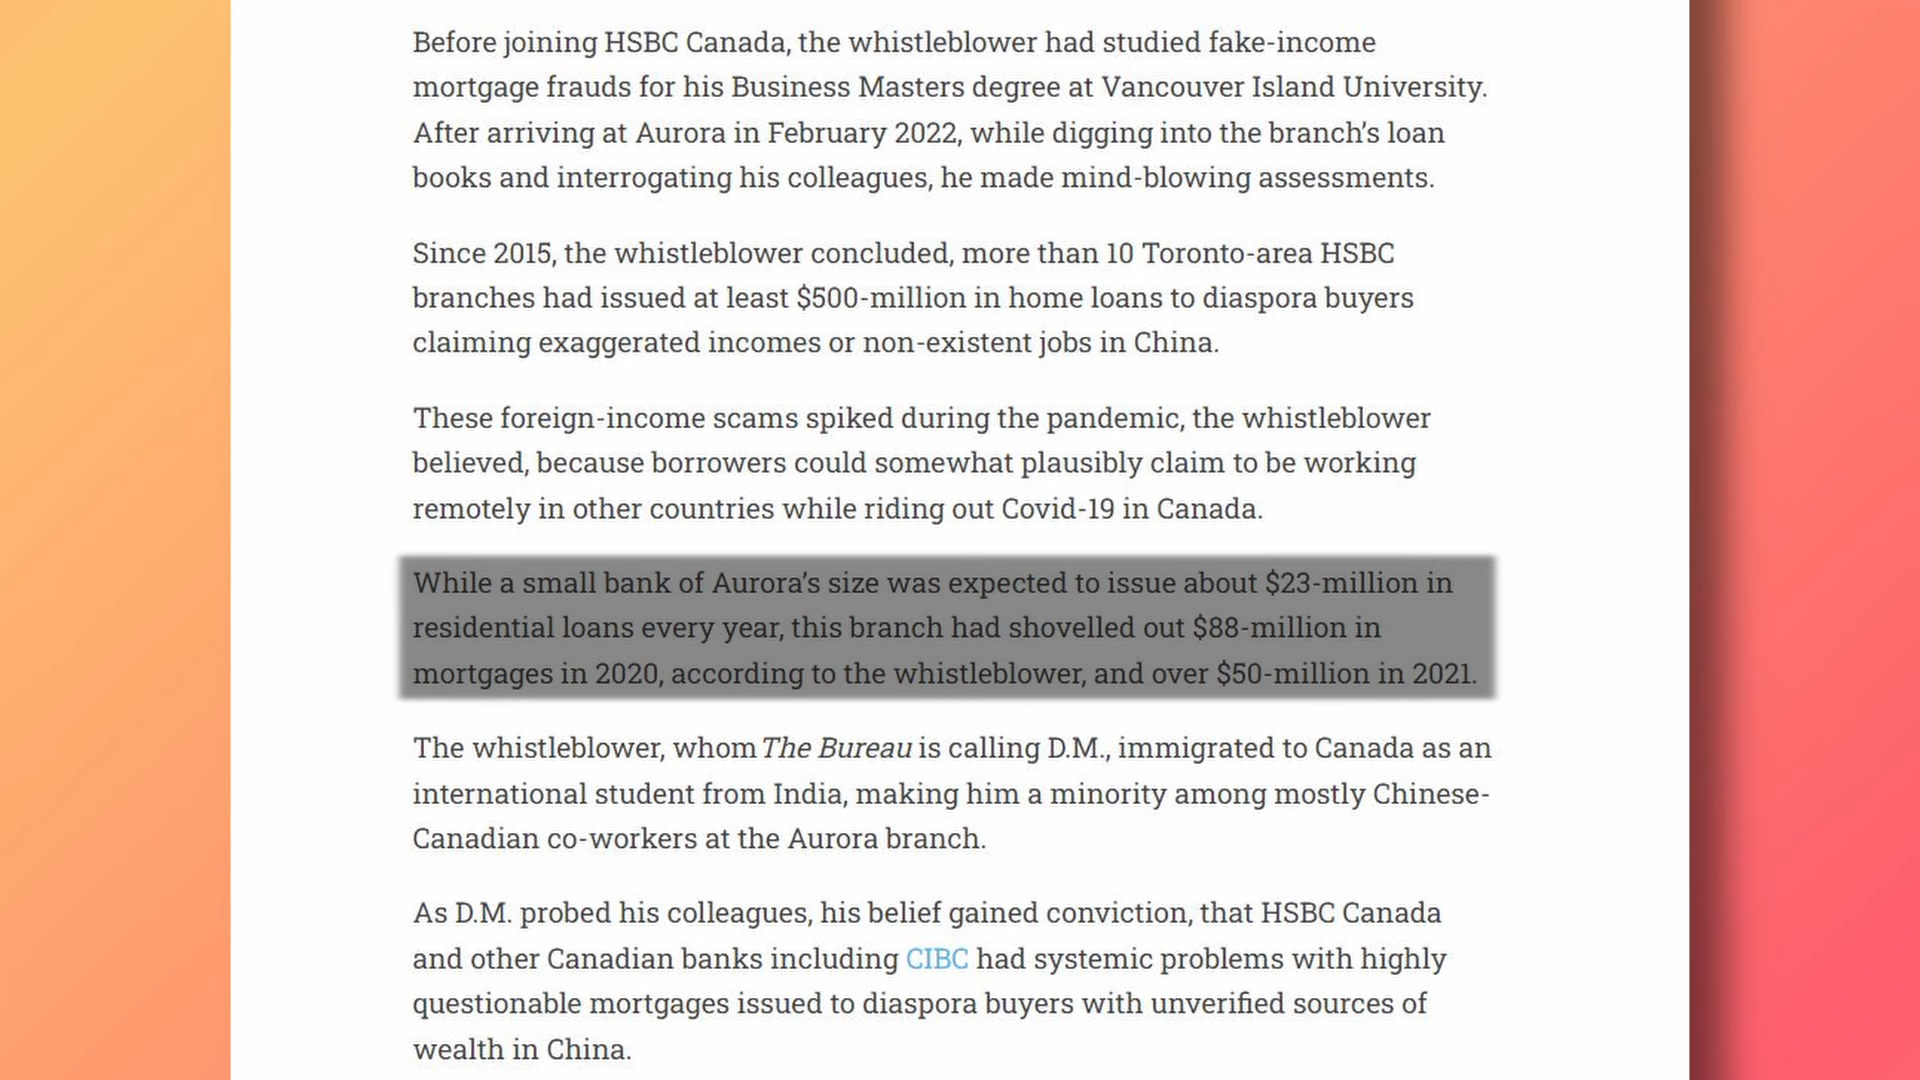 Before joining HSBC Canada, the whistleblower had studied fake-income
mortgage frauds for his Business Masters degree at Vancouver Island University.
After arriving at Aurora in February 2022, while digging into the branch’s loan
books and interrogating his colleagues, he made mind-blowing assessments.
Since 2015, the whistleblower concluded, more than 10 Toronto-area HSBC
branches had issued at least $500-million in home loans to diaspora buyers
claiming exaggerated incomes or non-existent jobs in China.
These foreign-income scams spiked during the pandemic, the whistleblower
believed, because borrowers could somewhat plausibly claim to be working
remotely in other countries while riding out Covid-19 in Canada.
While a small bank of Aurora’s size was expected to issue about $23-million in
residential loans every year, this branch had shovelled out $88-million in
mortgages in 2020, according to the whistleblower, and over $50-million in 2021.
The whistleblower, whom The Bureau is calling D.M., immigrated to Canada as an
international student from India, making him a minority among mostly Chinese-
Canadian co-workers at the Aurora branch.
As D.M. probed his colleagues, his belief gained conviction, that HSBC Canada
and other Canadian banks including CIBC had systemic problems with highly
questionable mortgages issued to diaspora buyers with unverified sources of
wealth in China.